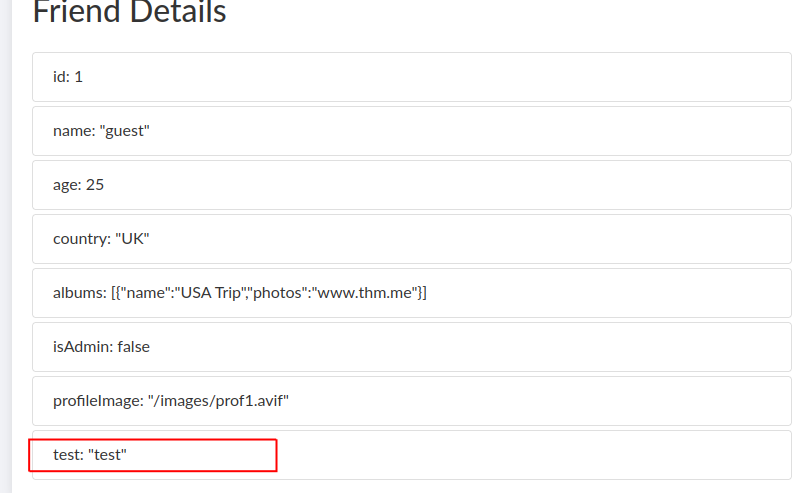 Friend Details
id: 1
name: "guest"
age: 25
country: "UK"
albums: [{"name":"USA Trip","photos":"www.thm.me"}]
isAdmin: false
profileImage: "/images/prof1.avif"
test: "test"